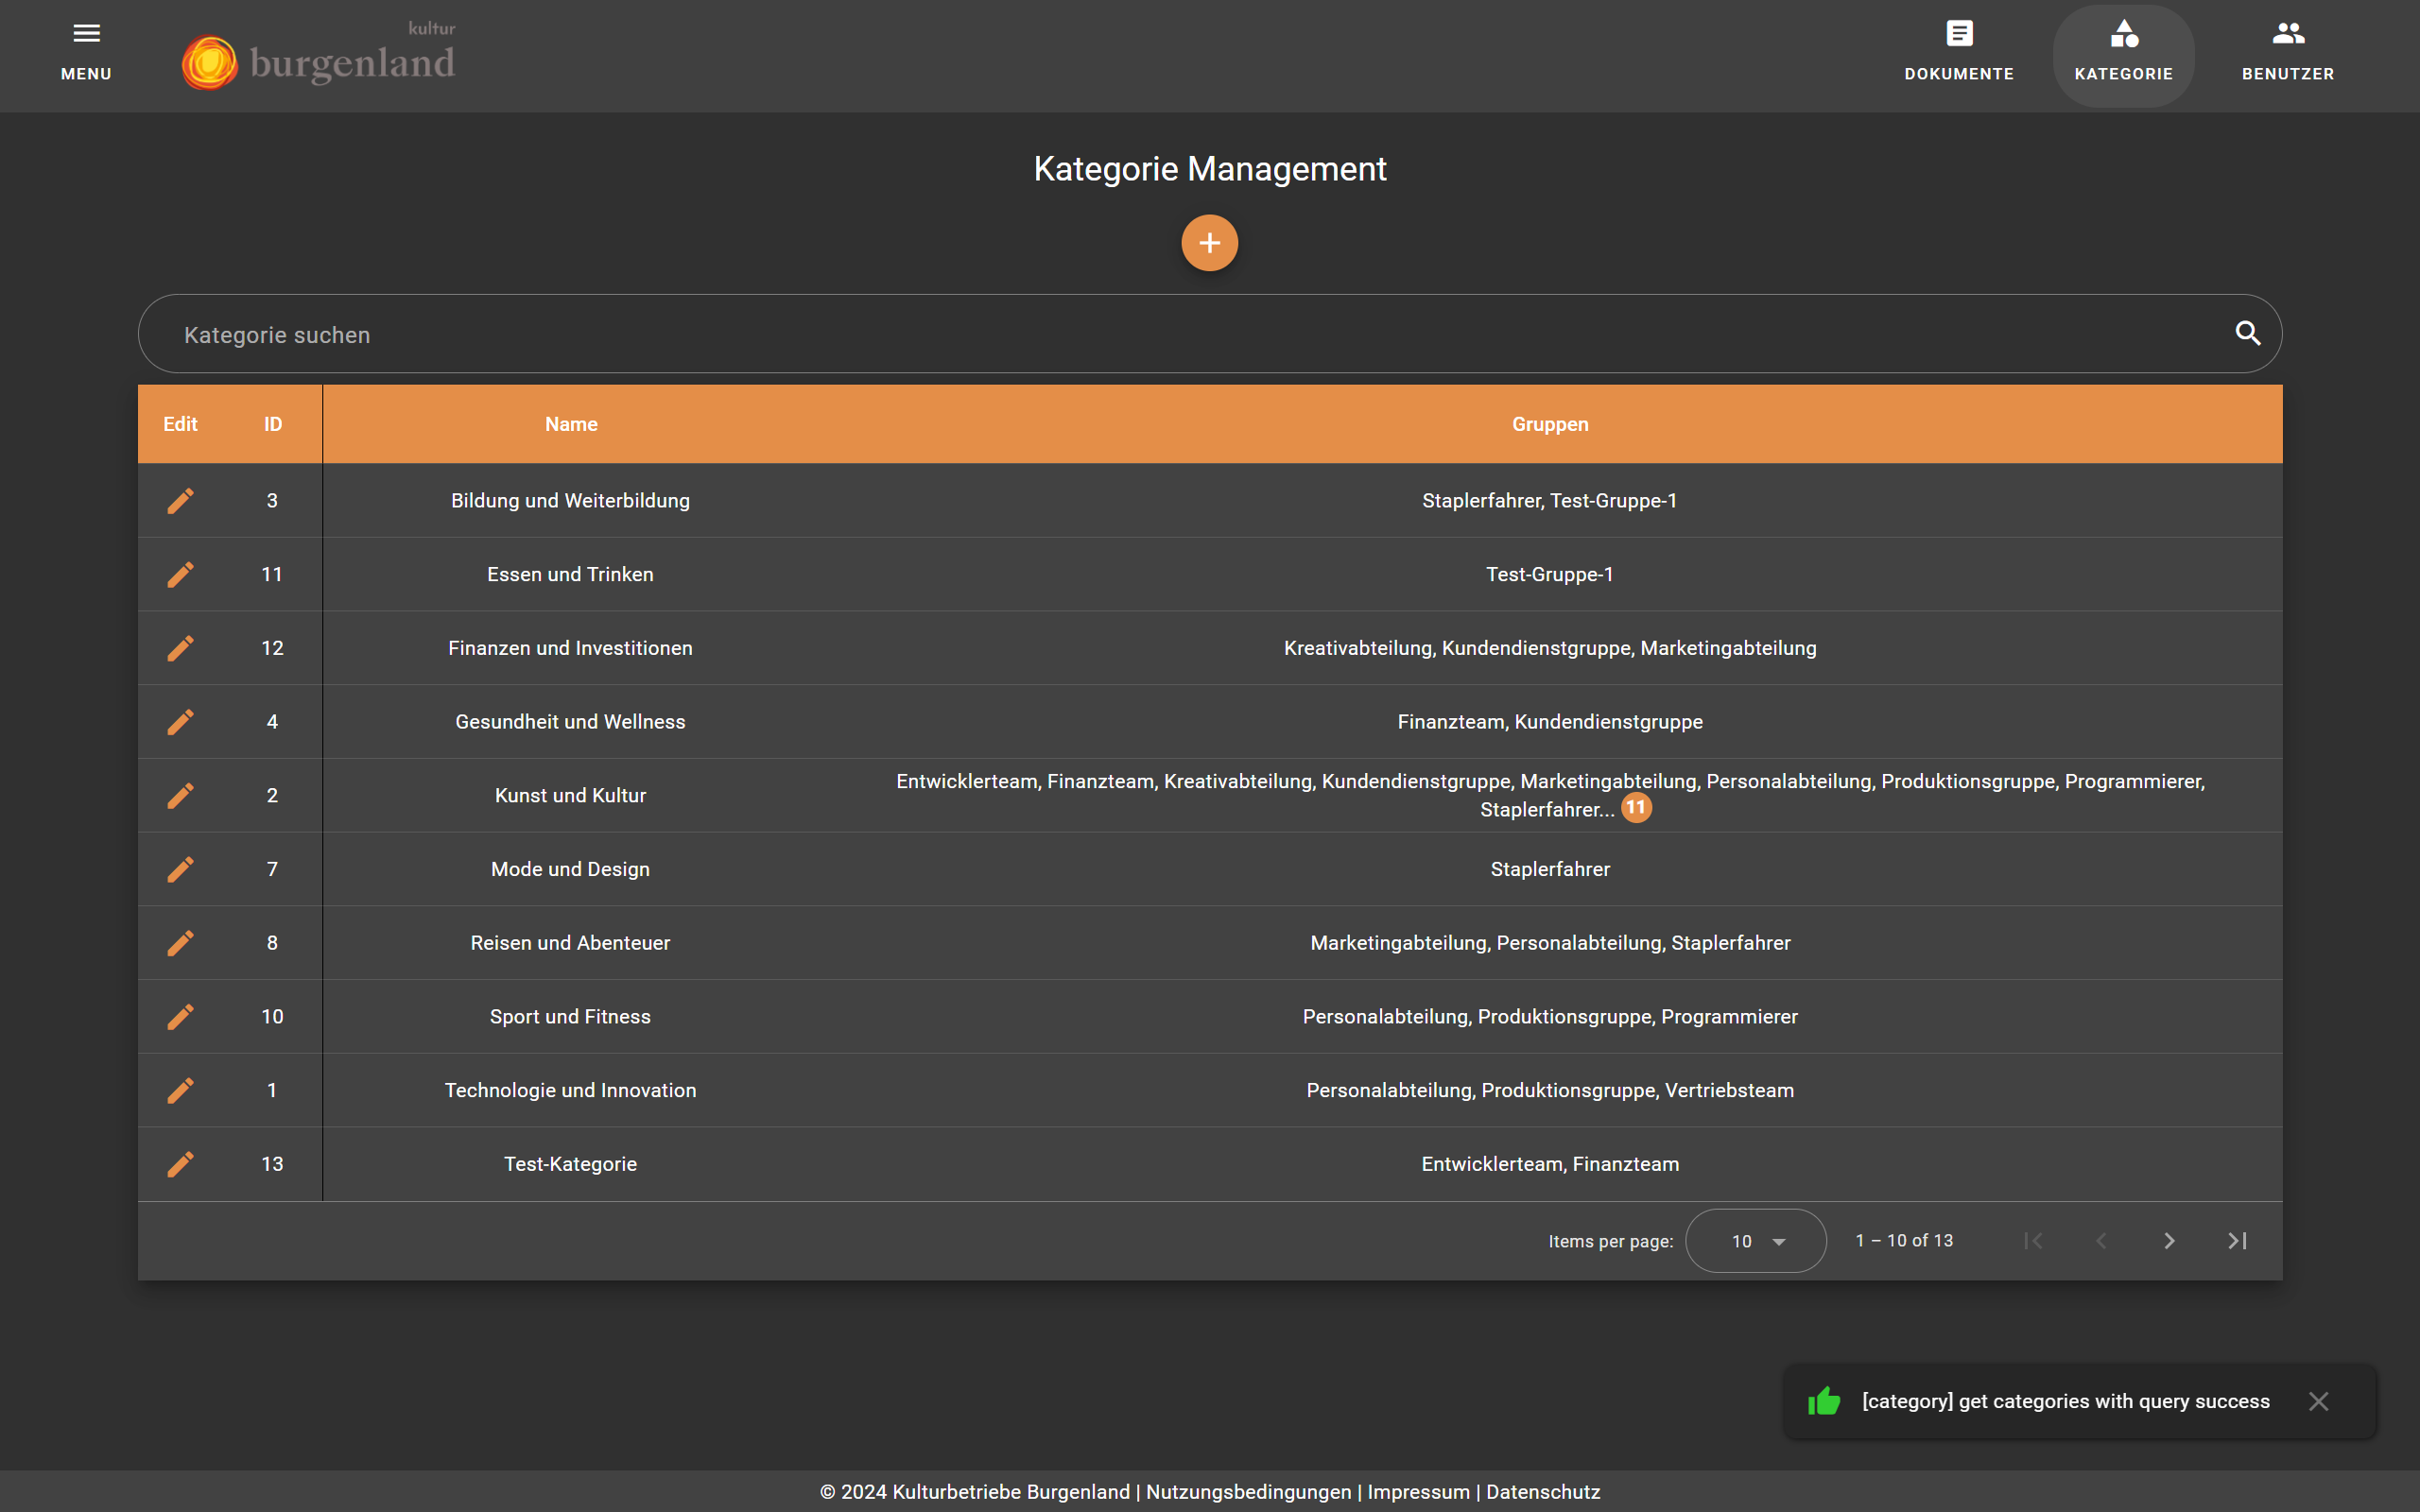 MENU
kultur
burgenland
DOKUMENTE
KATEGORIE
BENUTZER
Kategorie Management
Kategorie suchen
Edit ID Name Gruppen
3 Bildung und Weiterbildung Staplerfahrer, Test-Gruppe-1
11 Essen und Trinken Test-Gruppe-1
12 Finanzen und Investitionen Kreativabteilung, Kundendienstgruppe, Marketingabteilung
4 Gesundheit und Wellness Finanzteam, Kundendienstgruppe
2 Kunst und Kultur Entwicklerteam, Finanzteam, Kreativabteilung, Kundendienstgruppe, Marketingabteilung, Personalabteilung, Produktionsgruppe, Programmierer,
Staplerfahrer... 11
7 Mode und Design Staplerfahrer
8 Reisen und Abenteuer Marketingabteilung, Personalabteilung, Staplerfahrer
10 Sport und Fitness Personalabteilung, Produktionsgruppe, Programmierer
1 Technologie und Innovation Personalabteilung, Produktionsgruppe, Vertriebsteam
13 Test-Kategorie Entwicklerteam, Finanzteam
Items per page: 10 1 – 10 of 13
[category] get categories with query success
© 2024 Kulturbetriebe Burgenland | Nutzungsbedingungen | Impressum | Datenschutz